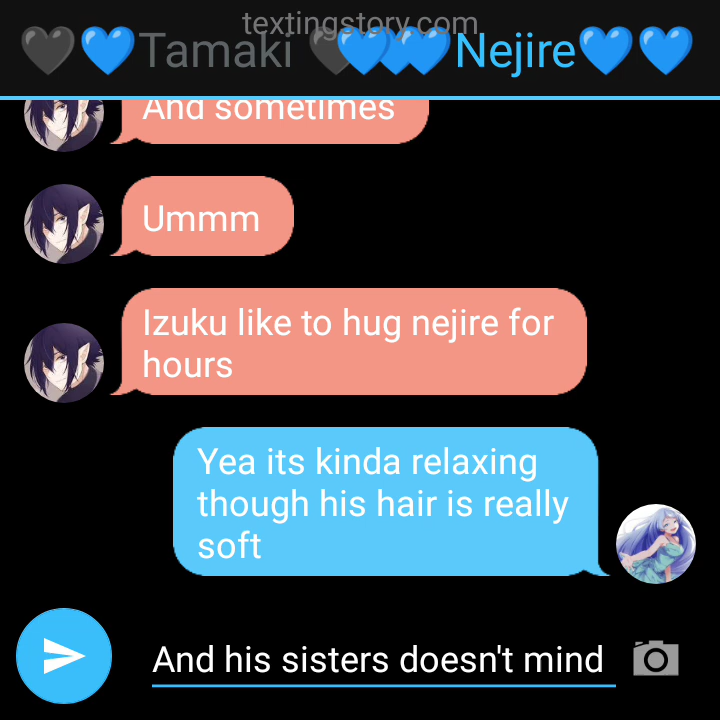 textingstory.com
🖤💙Tamaki 🖤💙💙💙Nejire💙💙
And sometimes
Ummm
Izuku like to hug nejire for
hours
Yea its kinda relaxing
though his hair is really
soft
And his sisters doesn't mind